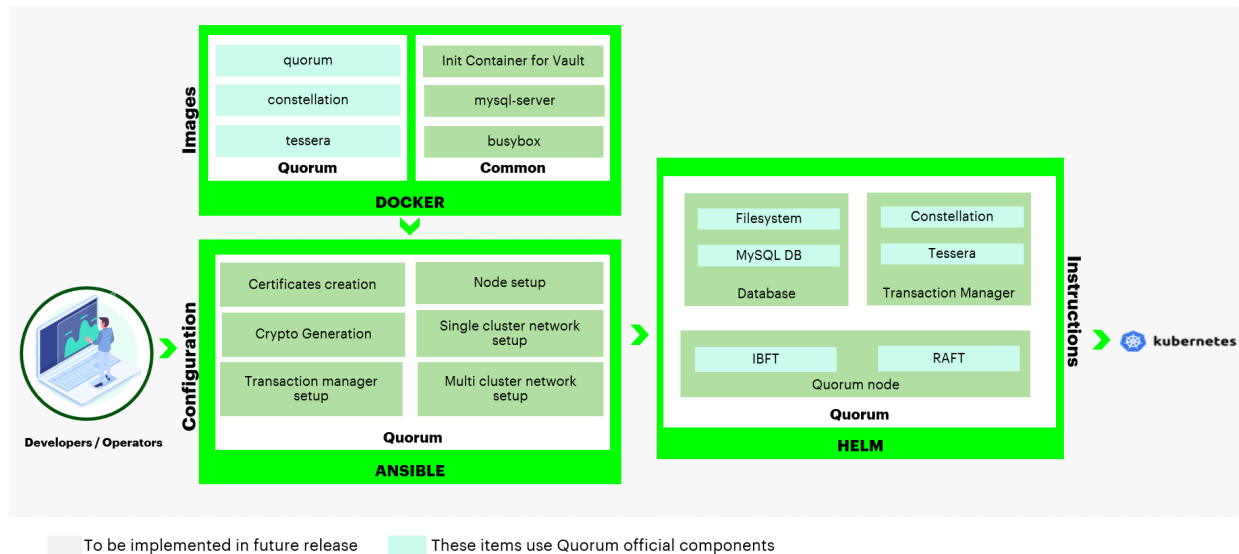 Images
quorum
constellation
tessera
Quorum
Init Container for Vault
mysql-server
busybox
Common
DOCKER
Developers / Operators
Configuration
Certificates creation
Node setup
Crypto Generation
Single cluster network
setup
Transaction manager
setup
Multi cluster network
setup
Quorum
ANSIBLE
Filesystem
MySQL DB
Database
Constellation
Tessera
Transaction Manager
IBFT
RAFT
Quorum node
Quorum
HELM
Instructions
kubernetes
To be implemented in future release
These items use Quorum official components